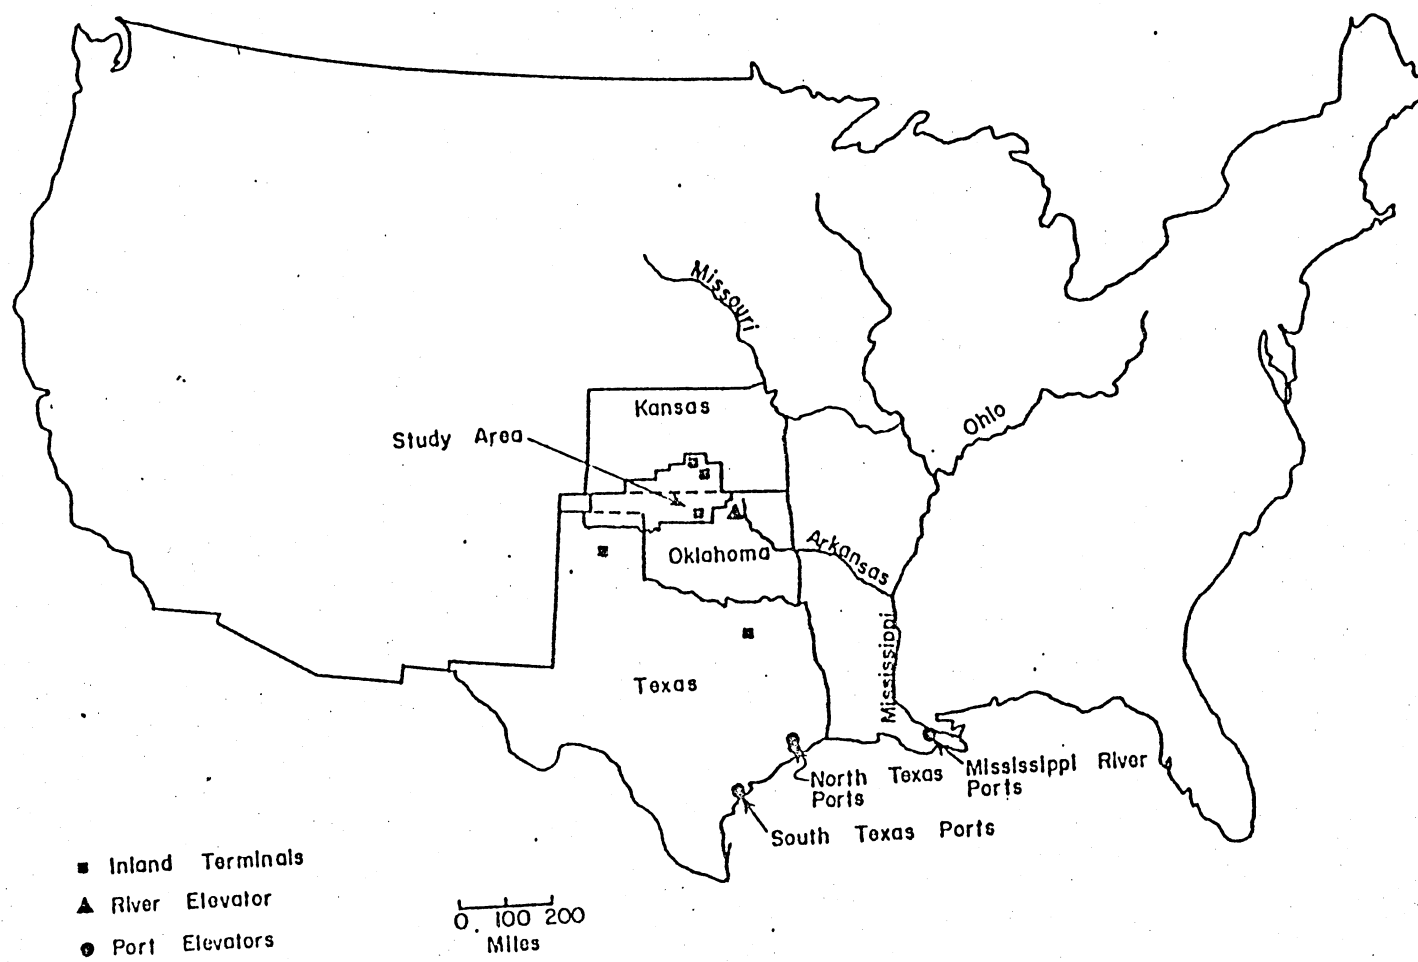 Missouri
Kansas
Study Area
Ohio
Oklahoma
Arkansas
Mississippi
Texas
North Texas
Ports
Mississippi River
Ports
South Texas Ports
Inland Terminals
River Elevator
Port Elevators
0 100 200
Miles